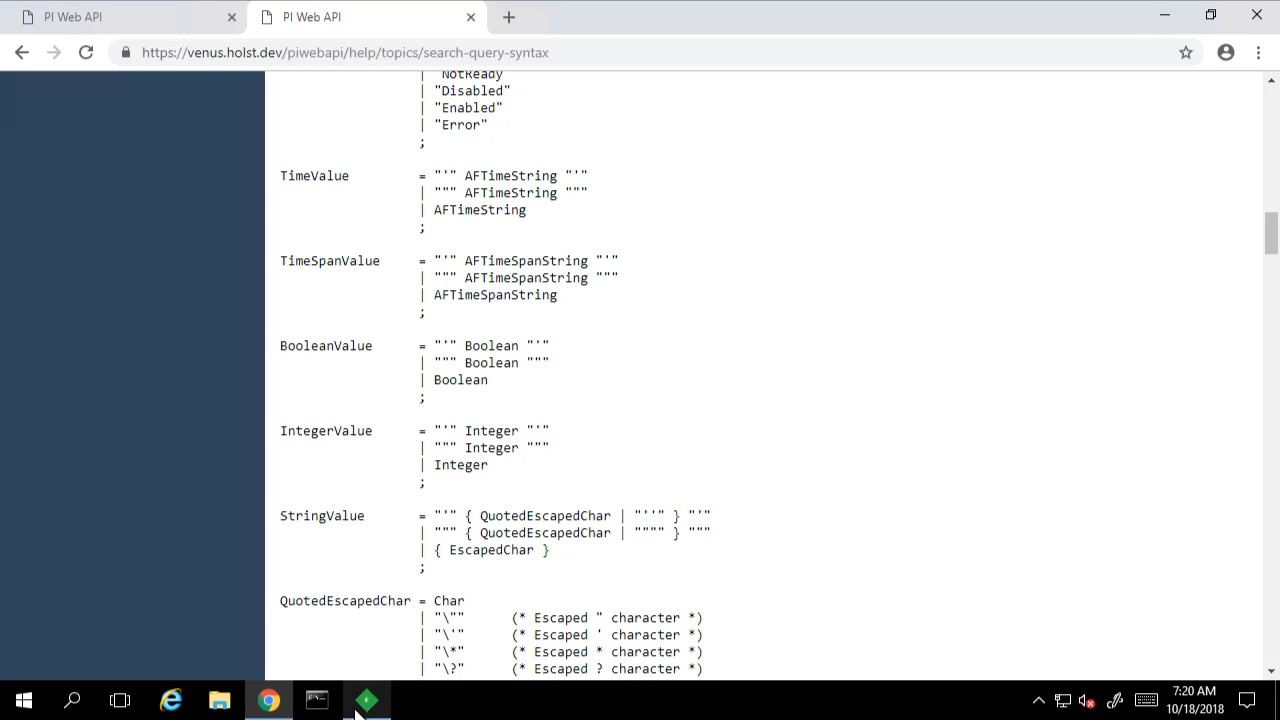 PI Web API
PI Web API
https://venus.holst.dev/piwebapi/help/topics/search-query-syntax
| "NotReady"
| "Disabled"
| "Enabled"
| "Error"
;
TimeValue = "'" AFTimeString "'"
| """ AFTimeString """
| AFTimeString
;
TimeSpanValue = "'" AFTimeSpanString "'"
| """ AFTimeSpanString """
| AFTimeSpanString
;
BooleanValue = "'" Boolean "'"
| """ Boolean """
| Boolean
;
IntegerValue = "'" Integer "'"
| """ Integer """
| Integer
;
StringValue = "'" { QuotedEscapedChar | "''" } "'"
| """ { QuotedEscapedChar | """" } """
| { EscapedChar }
;
QuotedEscapedChar = Char
| "\"" (* Escaped " character *)
| "\'" (* Escaped ' character *)
| "\*" (* Escaped * character *)
| "\?" (* Escaped ? character *)
7:20 AM
10/18/2018